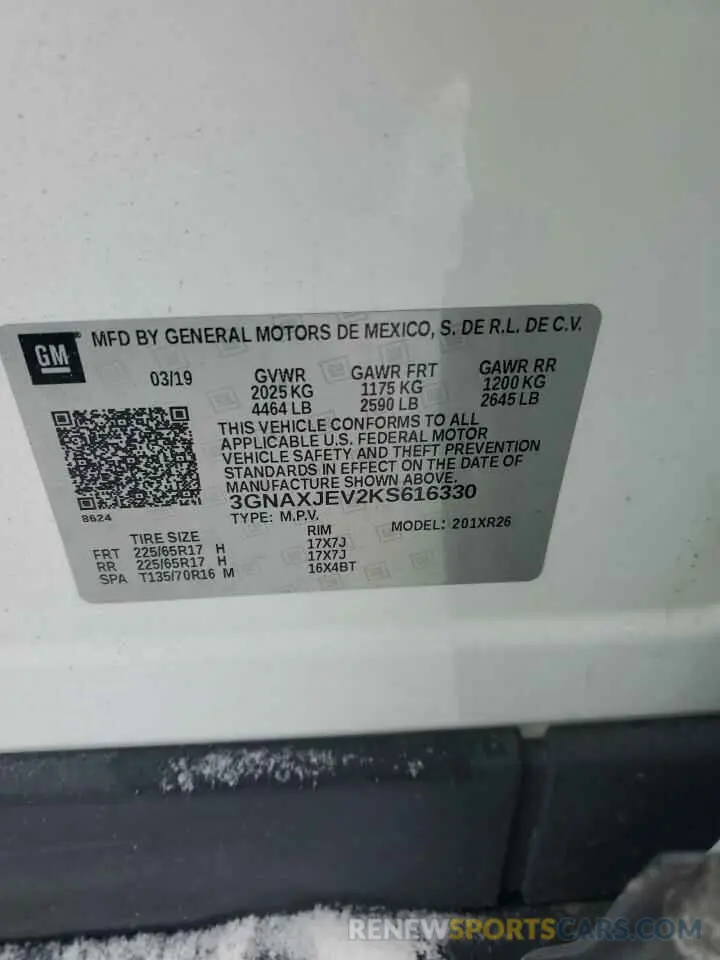 GM
MFD BY GENERAL MOTORS DE MEXICO, S. DE R.L. DE C.V.
03/19
GVWR
2025 KG
4464 LB
GAWR FRT
1175 KG
2590 LB
GAWR RR
1200 KG
2645 LB
THIS VEHICLE CONFORMS TO ALL
APPLICABLE U.S. FEDERAL MOTOR
VEHICLE SAFETY AND THEFT PREVENTION
STANDARDS IN EFFECT ON THE DATE OF
MANUFACTURE SHOWN ABOVE.
3GNAXJEV2KS616330
8624
TYPE: M.P.V.
MODEL: 201XR26
TIRE SIZE RIM
FRT 225/65R17 H 17X7J
RR 225/65R17 H 17X7J
SPA T135/70R16 M 16X4BT
RENEWSPORTSCARS.COM